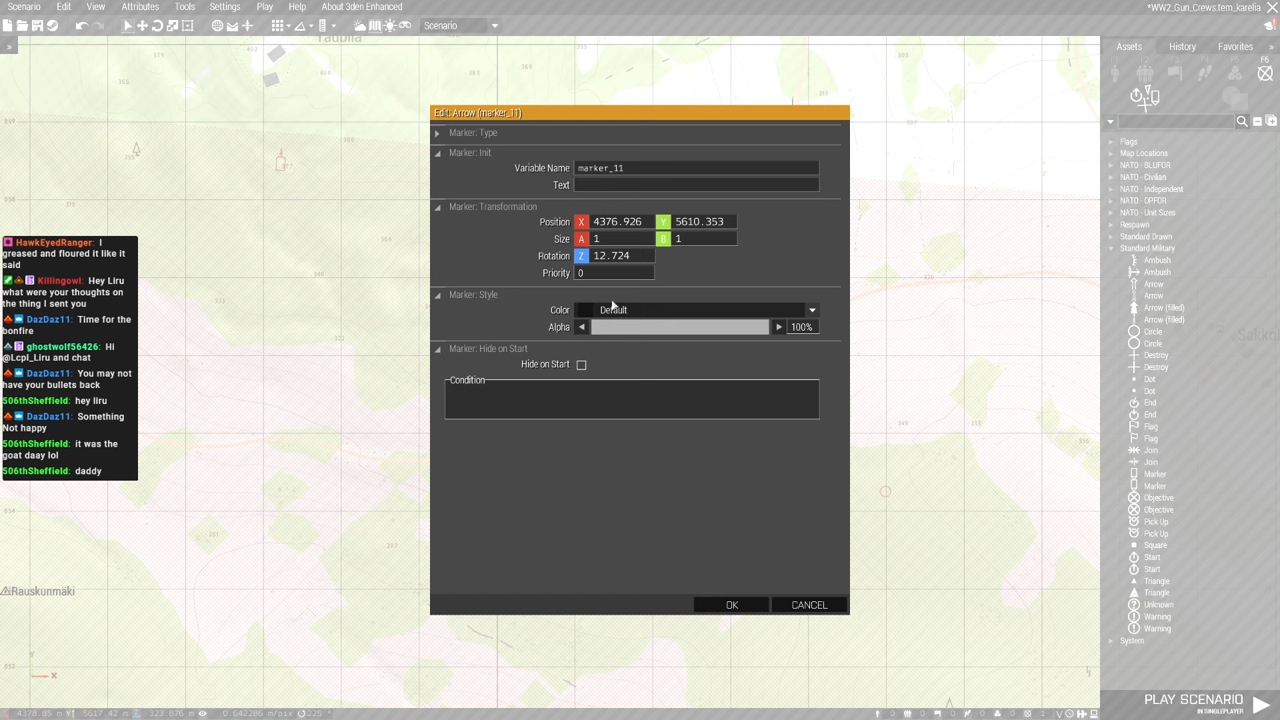 Scenario Edit View Attributes Tools Settings Play Help About 3den Enhanced
*WW2_Gun_Crews.tem_karelia
Scenario
Assets History Favorites »
F6
Edit: Arrow (marker_11)
Marker: Type
Marker: Init
Variable Name marker_11
Text
Marker: Transformation
Position X 4376.926 Y 5610.353
Size A 1 B 1
Rotation Z 12.724
Priority 0
Marker: Style
Color Default
Alpha 100%
Marker: Hide on Start
Hide on Start
Condition
OK CANCEL
HawkEyedRanger: I
greased and floured it like it
said
Killingowl: Hey Liru
what were your thoughts on
the thing I sent you
DazDaz11: Time for the
bonfire
ghostwolf56426: Hi
@Lcpl_Liru and chat
DazDaz11: You may not
have your bullets back
506thSheffield: hey liru
DazDaz11: Something
Not happy
506thSheffield: it was the
goat daay lol
506thSheffield: daddy
Rauskunmäki
Flags
Map Locations
NATO - BLUFOR
NATO - Civilian
NATO - Independent
NATO - OPFOR
NATO - Unit Sizes
Respawn
Standard Drawn
Standard Military
Ambush
Ambush
Arrow
Arrow
Arrow (filled)
Arrow (filled)
Circle
Circle
Destroy
Destroy
Dot
Dot
End
End
Flag
Flag
Join
Join
Marker
Marker
Objective
Objective
Pick Up
Pick Up
Square
Start
Start
Triangle
Triangle
Unknown
Warning
Warning
System
PLAY SCENARIO
IN SINGLEPLAYER